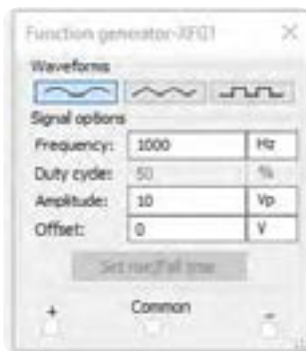 Function generator-XFG1
Waveforms
Signal options
Frequency: 1000 Hz
Duty cycle: 50 %
Amplitude: 10 Vp
Offset: 0 V
Set rise/Fall time
+ Common -